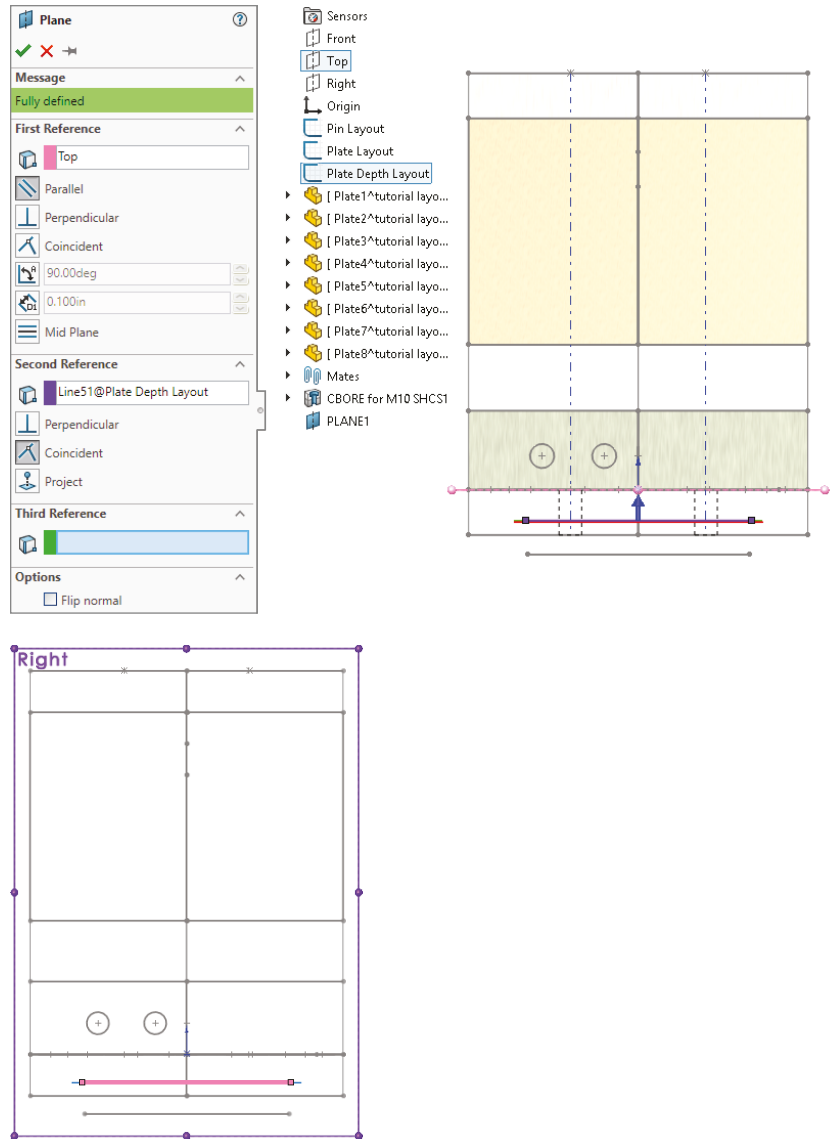 Plane
Message
Fully defined
First Reference
Top
Parallel
Perpendicular
Coincident
90.00deg
0.100in
Mid Plane
Second Reference
Line51@Plate Depth Layout
Perpendicular
Coincident
Project
Third Reference
Options
Flip normal
Sensors
Front
Top
Right
Origin
Pin Layout
Plate Layout
Plate Depth Layout
[ Plate1^tutorial layo...
[ Plate2^tutorial layo...
[ Plate3^tutorial layo...
[ Plate4^tutorial layo...
[ Plate5^tutorial layo...
[ Plate6^tutorial layo...
[ Plate7^tutorial layo...
[ Plate8^tutorial layo...
Mates
CBORE for M10 SHCS1
PLANE1
Right